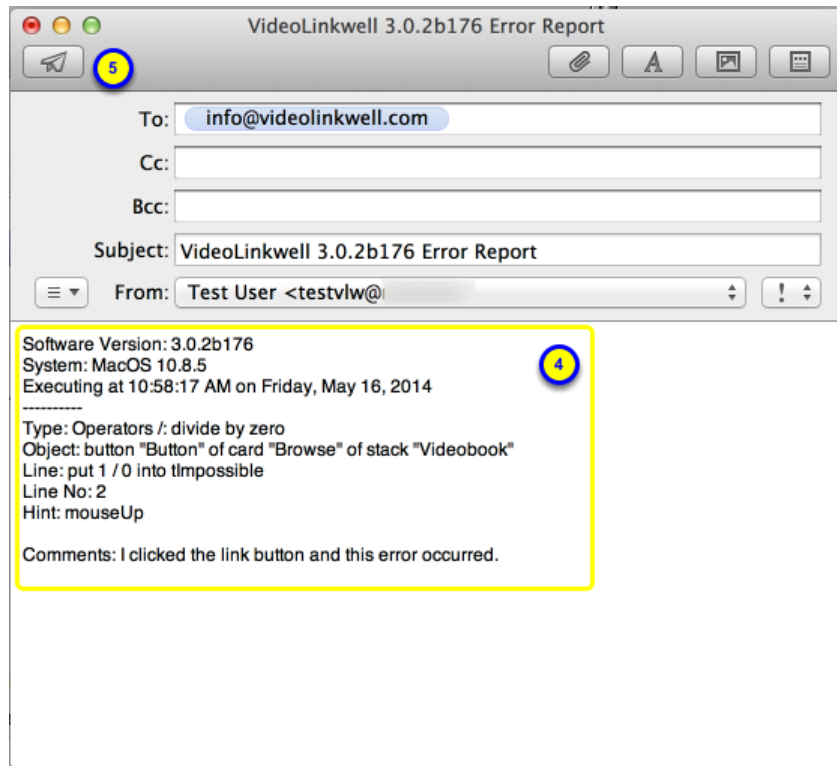 VideoLinkwell 3.0.2b176 Error Report
5
To: info@videolinkwell.com
Cc:
Bcc:
Subject: VideoLinkwell 3.0.2b176 Error Report
From: Test User <testvlw@
!
4
Software Version: 3.0.2b176
System: MacOS 10.8.5
Executing at 10:58:17 AM on Friday, May 16, 2014
----------
Type: Operators /: divide by zero
Object: button "Button" of card "Browse" of stack "Videobook"
Line: put 1 / 0 into tImpossible
Line No: 2
Hint: mouseUp
Comments: I clicked the link button and this error occurred.